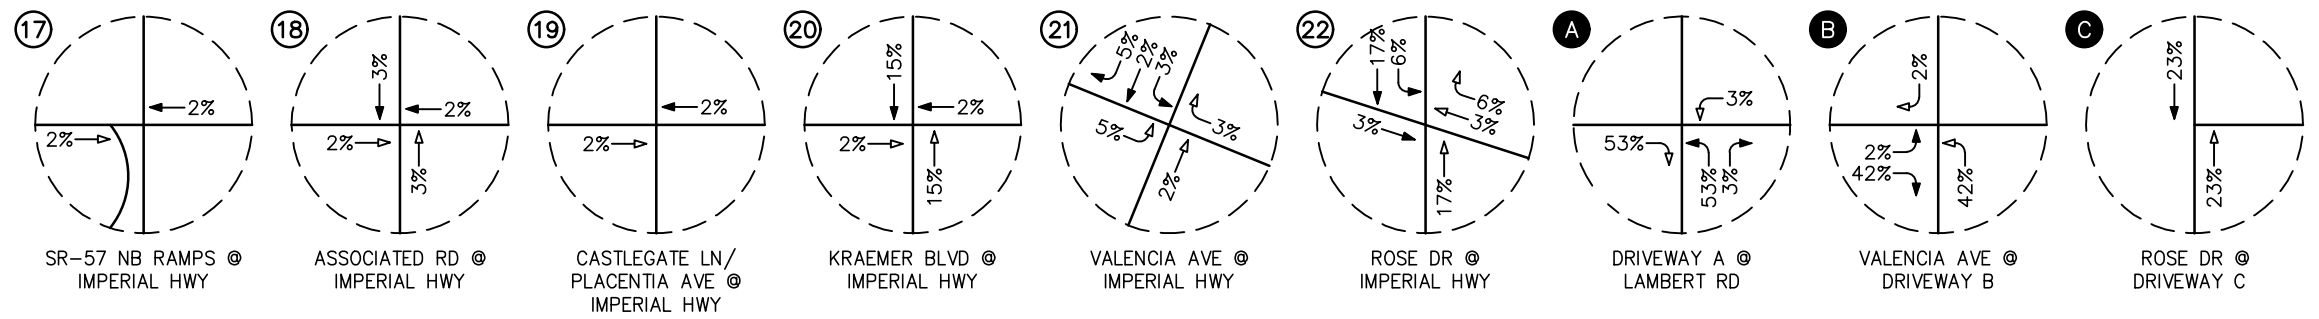 17
2%
2%
SR-57 NB RAMPS @
IMPERIAL HWY
18
3%
2%
2%
3%
ASSOCIATED RD @
IMPERIAL HWY
19
2%
2%
CASTLEGATE LN/
PLACENTIA AVE @
IMPERIAL HWY
20
15%
2%
2%
15%
KRAEMER BLVD @
IMPERIAL HWY
21
5%
2%
3%
5%
3%
2%
VALENCIA AVE @
IMPERIAL HWY
22
17%
6%
6%
3%
3%
17%
ROSE DR @
IMPERIAL HWY
A
3%
53%
53%
3%
DRIVEWAY A @
LAMBERT RD
B
2%
2%
42%
42%
VALENCIA AVE @
DRIVEWAY B
C
23%
23%
ROSE DR @
DRIVEWAY C